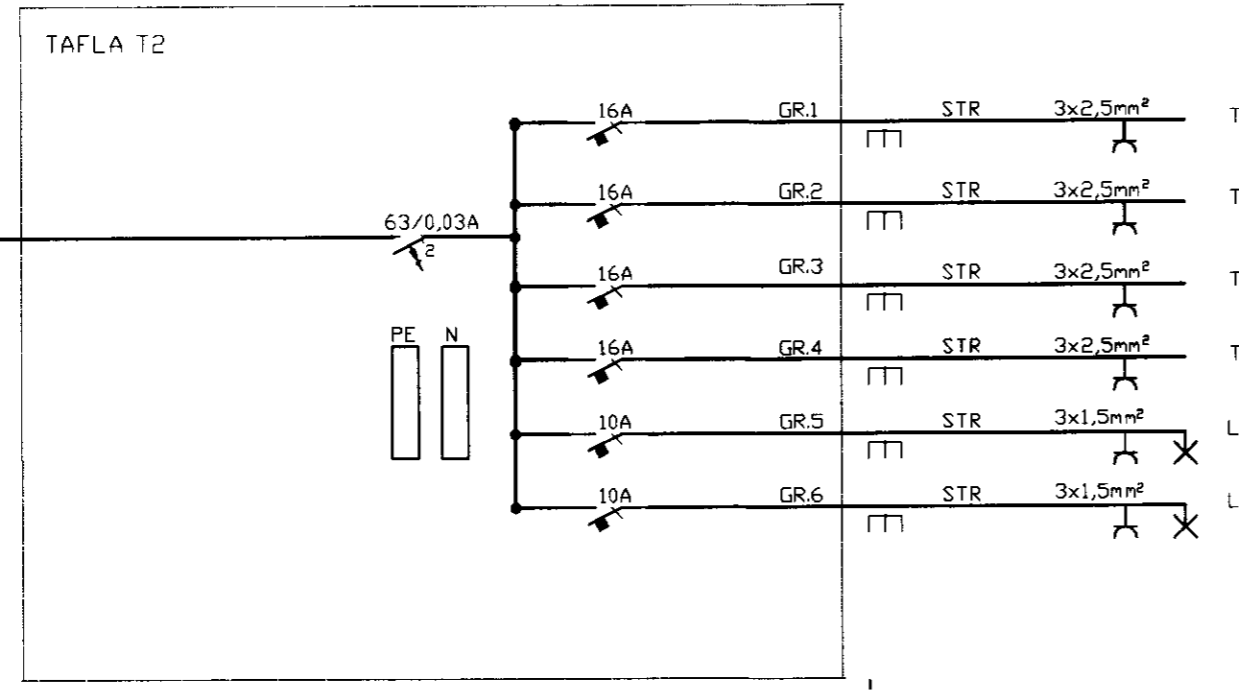 TAFLA T2
16A GR.1 STR 3x2,5mm² T
16A GR.2 STR 3x2,5mm² T
63/0,03A
2
16A GR.3 STR 3x2,5mm² T
PE N
16A GR.4 STR 3x2,5mm² T
10A GR.5 STR 3x1,5mm² L
10A GR.6 STR 3x1,5mm² L